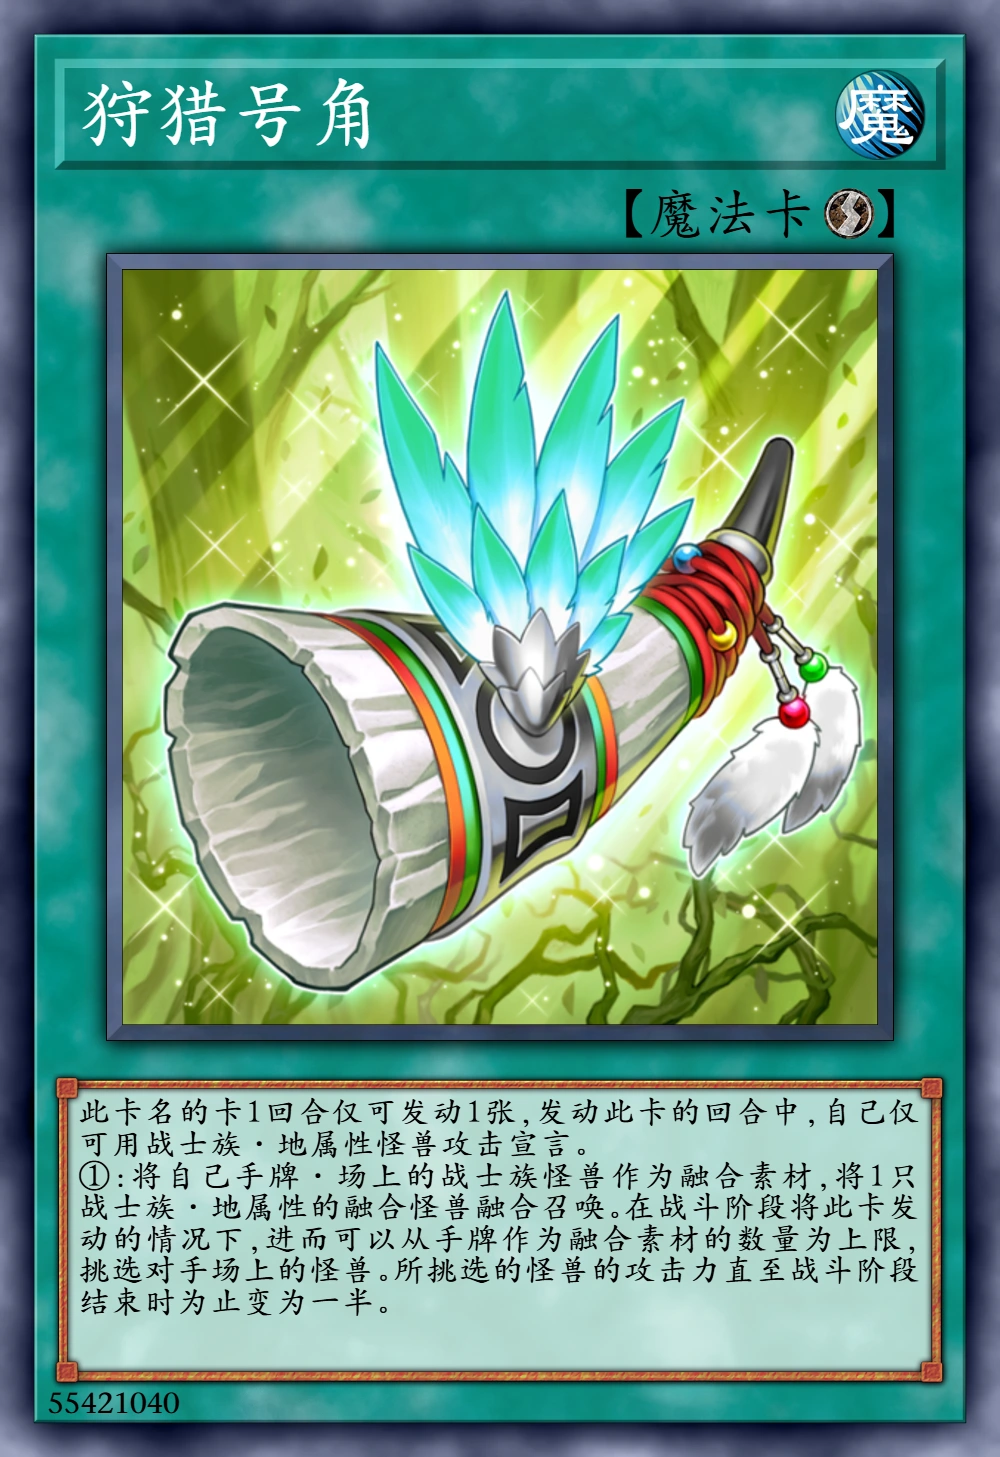 狩猎号角
魔
【魔法卡】
此卡名的卡1回合仅可发动1张,发动此卡的回合中,自己仅
可用战士族·地属性怪兽攻击宣言。
①:将自己手牌·场上的战士族怪兽作为融合素材,将1只
战士族·地属性的融合怪兽融合召唤。在战斗阶段将此卡发
动的情况下,进而可以从手牌作为融合素材的数量为上限,
挑选对手场上的怪兽。所挑选的怪兽的攻击力直至战斗阶段
结束时为止变为一半。
55421040